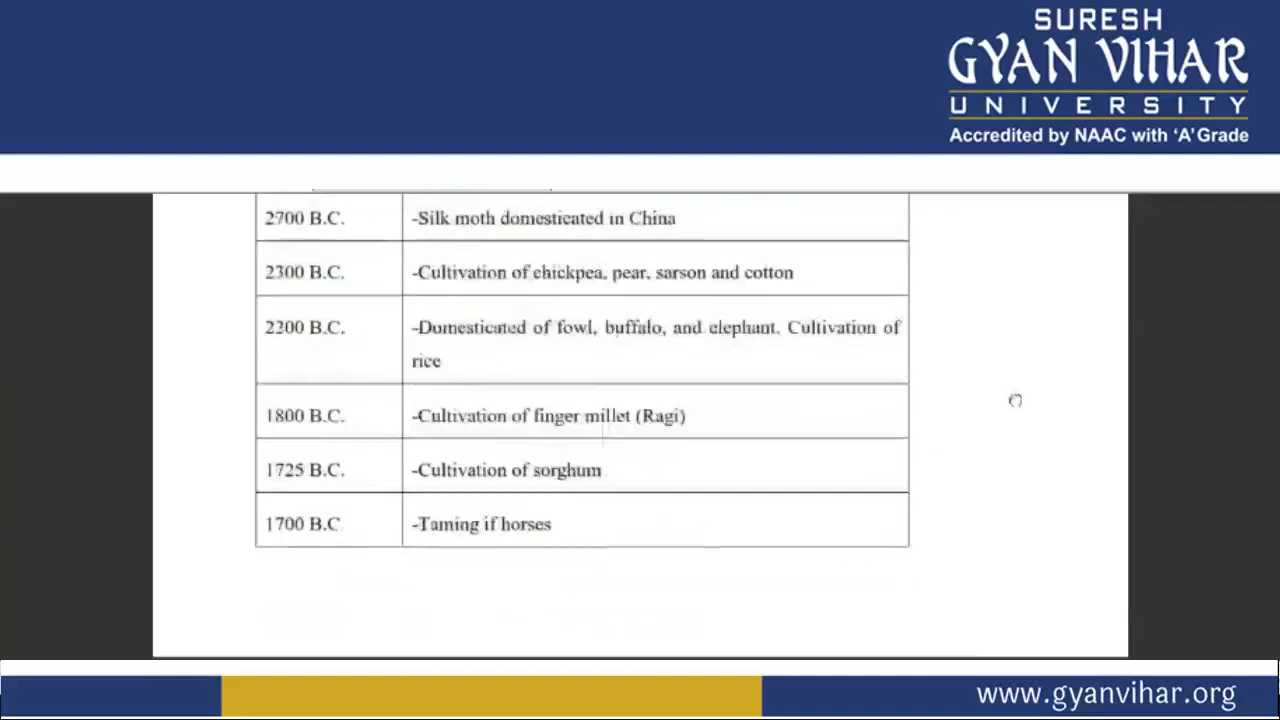 SURESH
GYAN VIHAR
UNIVERSITY
Accredited by NAAC with ‘A’ Grade
2700 B.C. -Silk moth domesticated in China
2300 B.C. -Cultivation of chickpea, pear, sarson and cotton
2200 B.C. -Domesticated of fowl, buffalo, and elephant. Cultivation of
rice
1800 B.C. -Cultivation of finger millet (Ragi)
1725 B.C. -Cultivation of sorghum
1700 B.C -Taming if horses
www.gyanvihar.org